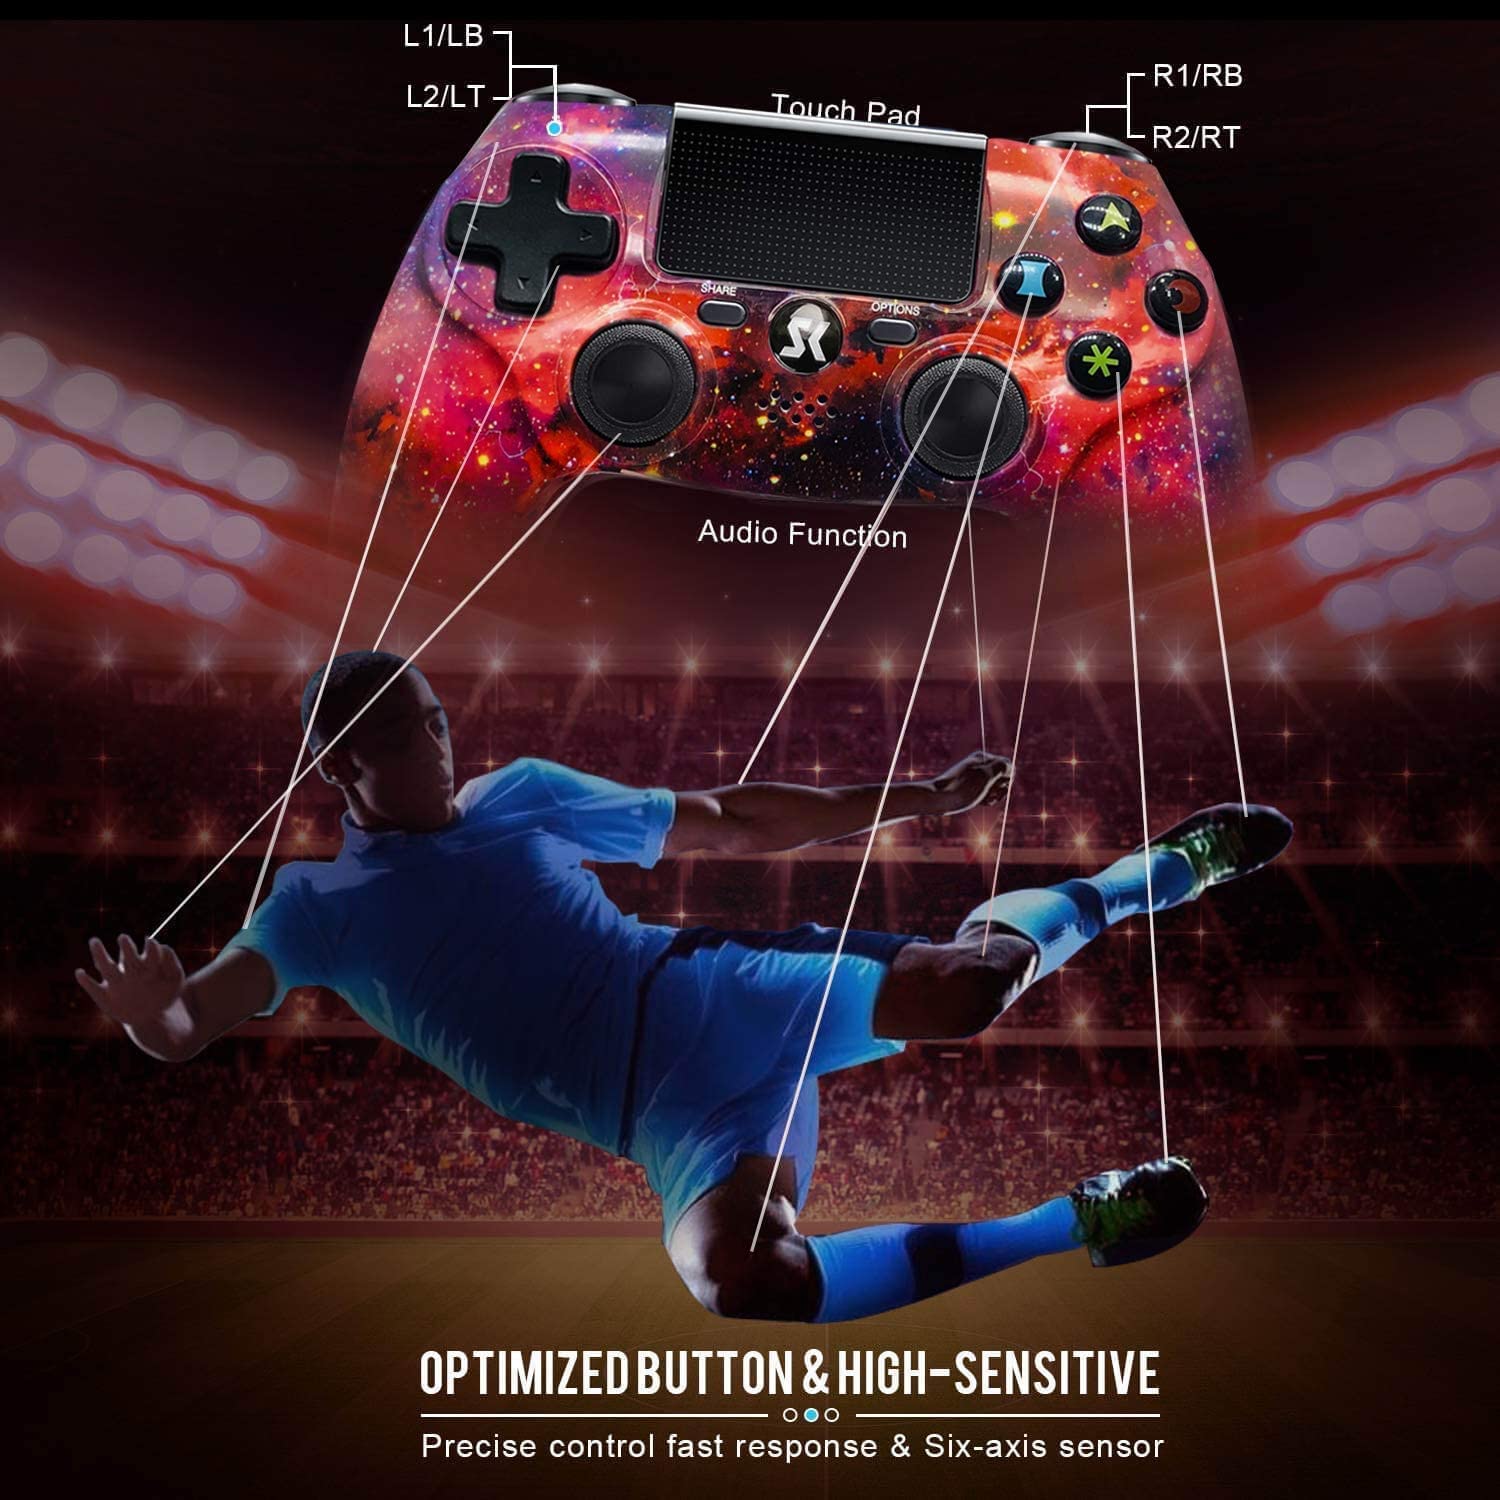 L1/LB
L2/LT
Touch Pad
R1/RB
R2/RT
SHARE
OPTIONS
SK
Audio Function
OPTIMIZED BUTTON & HIGH-SENSITIVE
Precise control fast response & Six-axis sensor